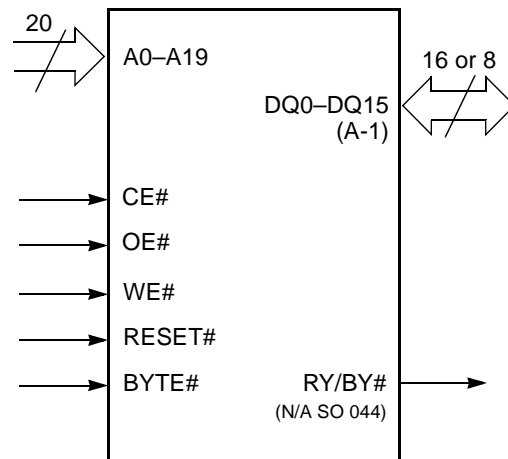 20
A0–A19
16 or 8
DQ0–DQ15
(A-1)
CE#
OE#
WE#
RESET#
BYTE#
RY/BY#
(N/A SO 044)